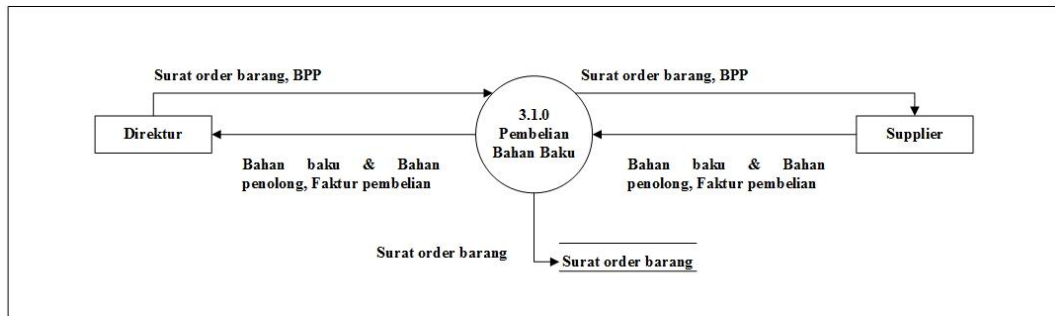 Surat order barang, BPP
Surat order barang, BPP
3.1.0
Pembelian
Bahan Baku
Direktur
Supplier
Bahan baku & Bahan
penolong, Faktur pembelian
Bahan baku & Bahan
penolong, Faktur pembelian
Surat order barang
Surat order barang